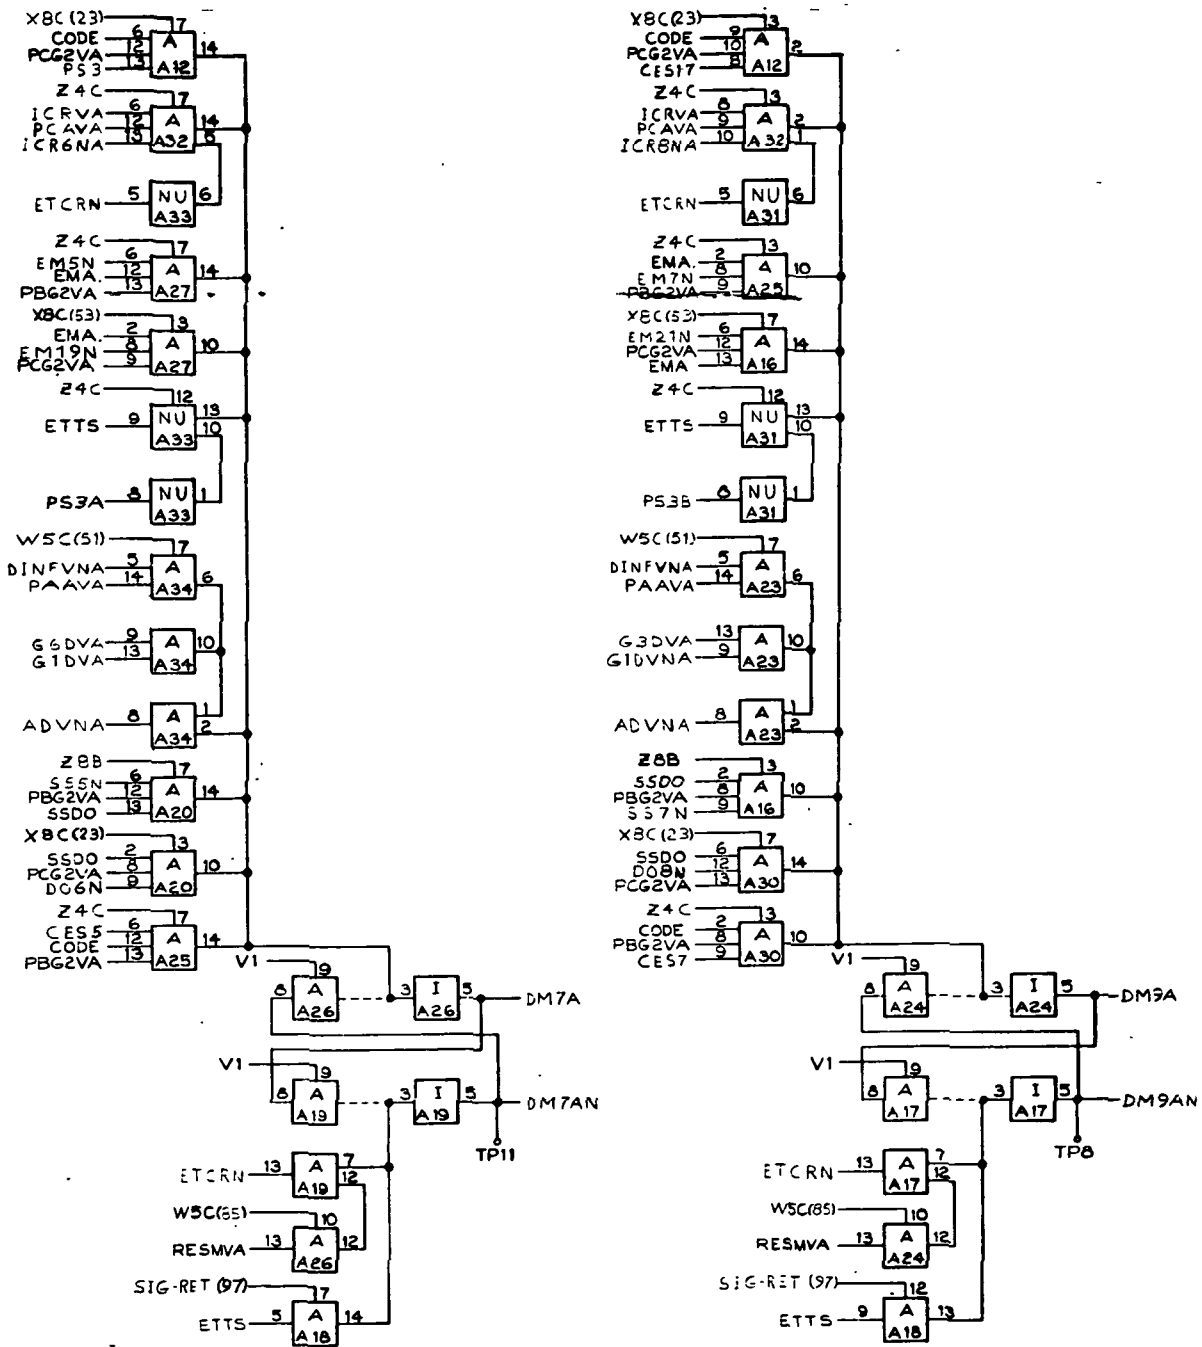 X8C(23) 7
CODE 6 A 14
PCG2VA 12
PS3 13 A12
Z4C 7
ICRVA 6 A 14
PCAVA 12
ICR6NA 13 A32
ETCRN 5 NU 6
A33
Z4C 7
EM5N 6 A 14
EMA. 12
PBG2VA 13 A27
X8C(53) 3
EMA. 2 A 10
EM19N 8
PCG2VA 9 A27
Z4C 12
ETTS 9 NU 13
10
A33
PS3A 8 NU 1
A33
W5C(51) 7
DINFVNA 5 A 6
PAAVA 14 A34
G6DVA 9 A 10
G1DVA 13 A34
ADVNA 8 A 1
2
A34
Z8B 7
SS5N 6 A 14
PBG2VA 12
SSDO 13 A20
X8C(23) 3
SSDO 2 A 10
PCG2VA 8
DO6N 9 A20
Z4C 7
CES5 6 A 14
CODE 12
PBG2VA 13 A25
V1 9
8 A A26
3 I 5 DM7A
A26
V1 9
8 A A19
3 I 5 DM7AN
A19
TP11
ETCRN 13 A 7
12
A19
W5C(85) 10
RESMVA 13 A 12
A26
SIG-RET (97) 7
ETTS 5 A 14
A18
X8C(23) 3
CODE 9 A 2
PCG2VA 10
CES17 8 A12
Z4C 3
ICRVA 8 A 2
PCAVA 9 1
ICR8NA 10 A32
ETCRN 5 NU 6
A31
Z4C 3
EMA. 2 A 10
EM7N 8
PBG2VA 9 A25
X8C(53) 7
EM21N 6 A 14
PCG2VA 12
EMA 13 A16
Z4C 12
ETTS 9 NU 13
10
A31
PS3B 8 NU 1
A31
W5C(51) 7
DINFVNA 5 A 6
PAAVA 14 A23
G3DVA 13 A 10
G1DVNA 9 A23
ADVNA 8 A 1
2
A23
Z8B 3
SSDO 2 A 10
PBG2VA 8
SS7N 9 A16
X8C(23) 7
SSDO 6 A 14
DO8N 12
PCG2VA 13 A30
Z4C 3
CODE 2 A 10
PBG2VA 8
CES7 9 A30
V1 9
8 A A24
3 I 5 DM9A
A24
V1 9
8 A A17
3 I 5 DM9AN
A17
TP8
ETCRN 13 A 7
12
A17
W5C(85) 10
RESMVA 13 A 12
A24
SIG-RET (97) 12
ETTS 9 A 13
A18